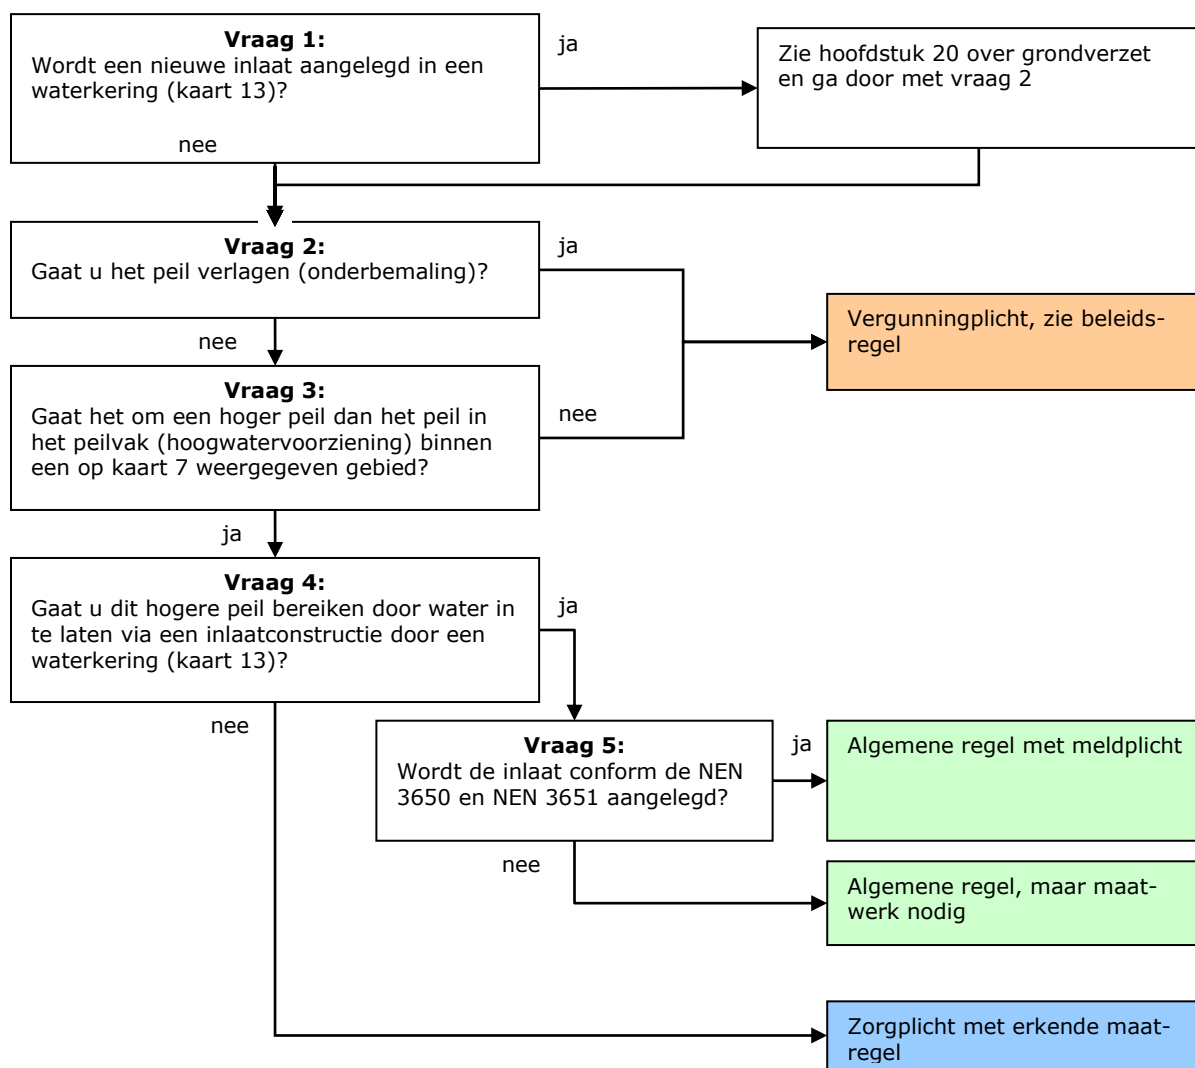 Vraag 1:
Wordt een nieuwe inlaat aangelegd in een
waterkering (kaart 13)?
nee
ja
Zie hoofdstuk 20 over grondverzet
en ga door met vraag 2
Vraag 2:
Gaat u het peil verlagen (onderbemaling)?
ja
nee
Vergunningplicht, zie beleids-
regel
Vraag 3:
Gaat het om een hoger peil dan het peil in
het peilvak (hoogwatervoorziening) binnen
een op kaart 7 weergegeven gebied?
nee
ja
Vraag 4:
Gaat u dit hogere peil bereiken door water in
te laten via een inlaatconstructie door een
waterkering (kaart 13)?
ja
nee
Vraag 5:
Wordt de inlaat conform de NEN
3650 en NEN 3651 aangelegd?
ja
Algemene regel met meldplicht
nee
Algemene regel, maar maat-
werk nodig
Zorgplicht met erkende maat-
regel